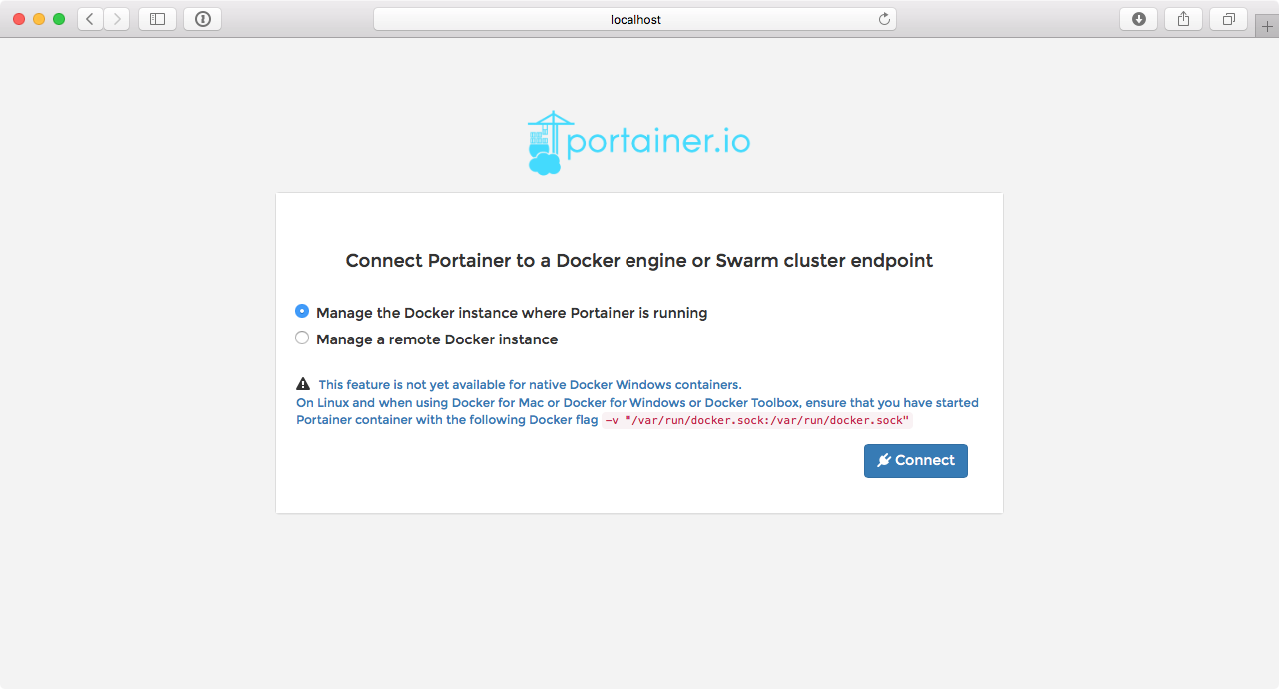 localhost
portainer.io
Connect Portainer to a Docker engine or Swarm cluster endpoint
Manage the Docker instance where Portainer is running
Manage a remote Docker instance
This feature is not yet available for native Docker Windows containers.
On Linux and when using Docker for Mac or Docker for Windows or Docker Toolbox, ensure that you have started
Portainer container with the following Docker flag -v "/var/run/docker.sock:/var/run/docker.sock"
Connect